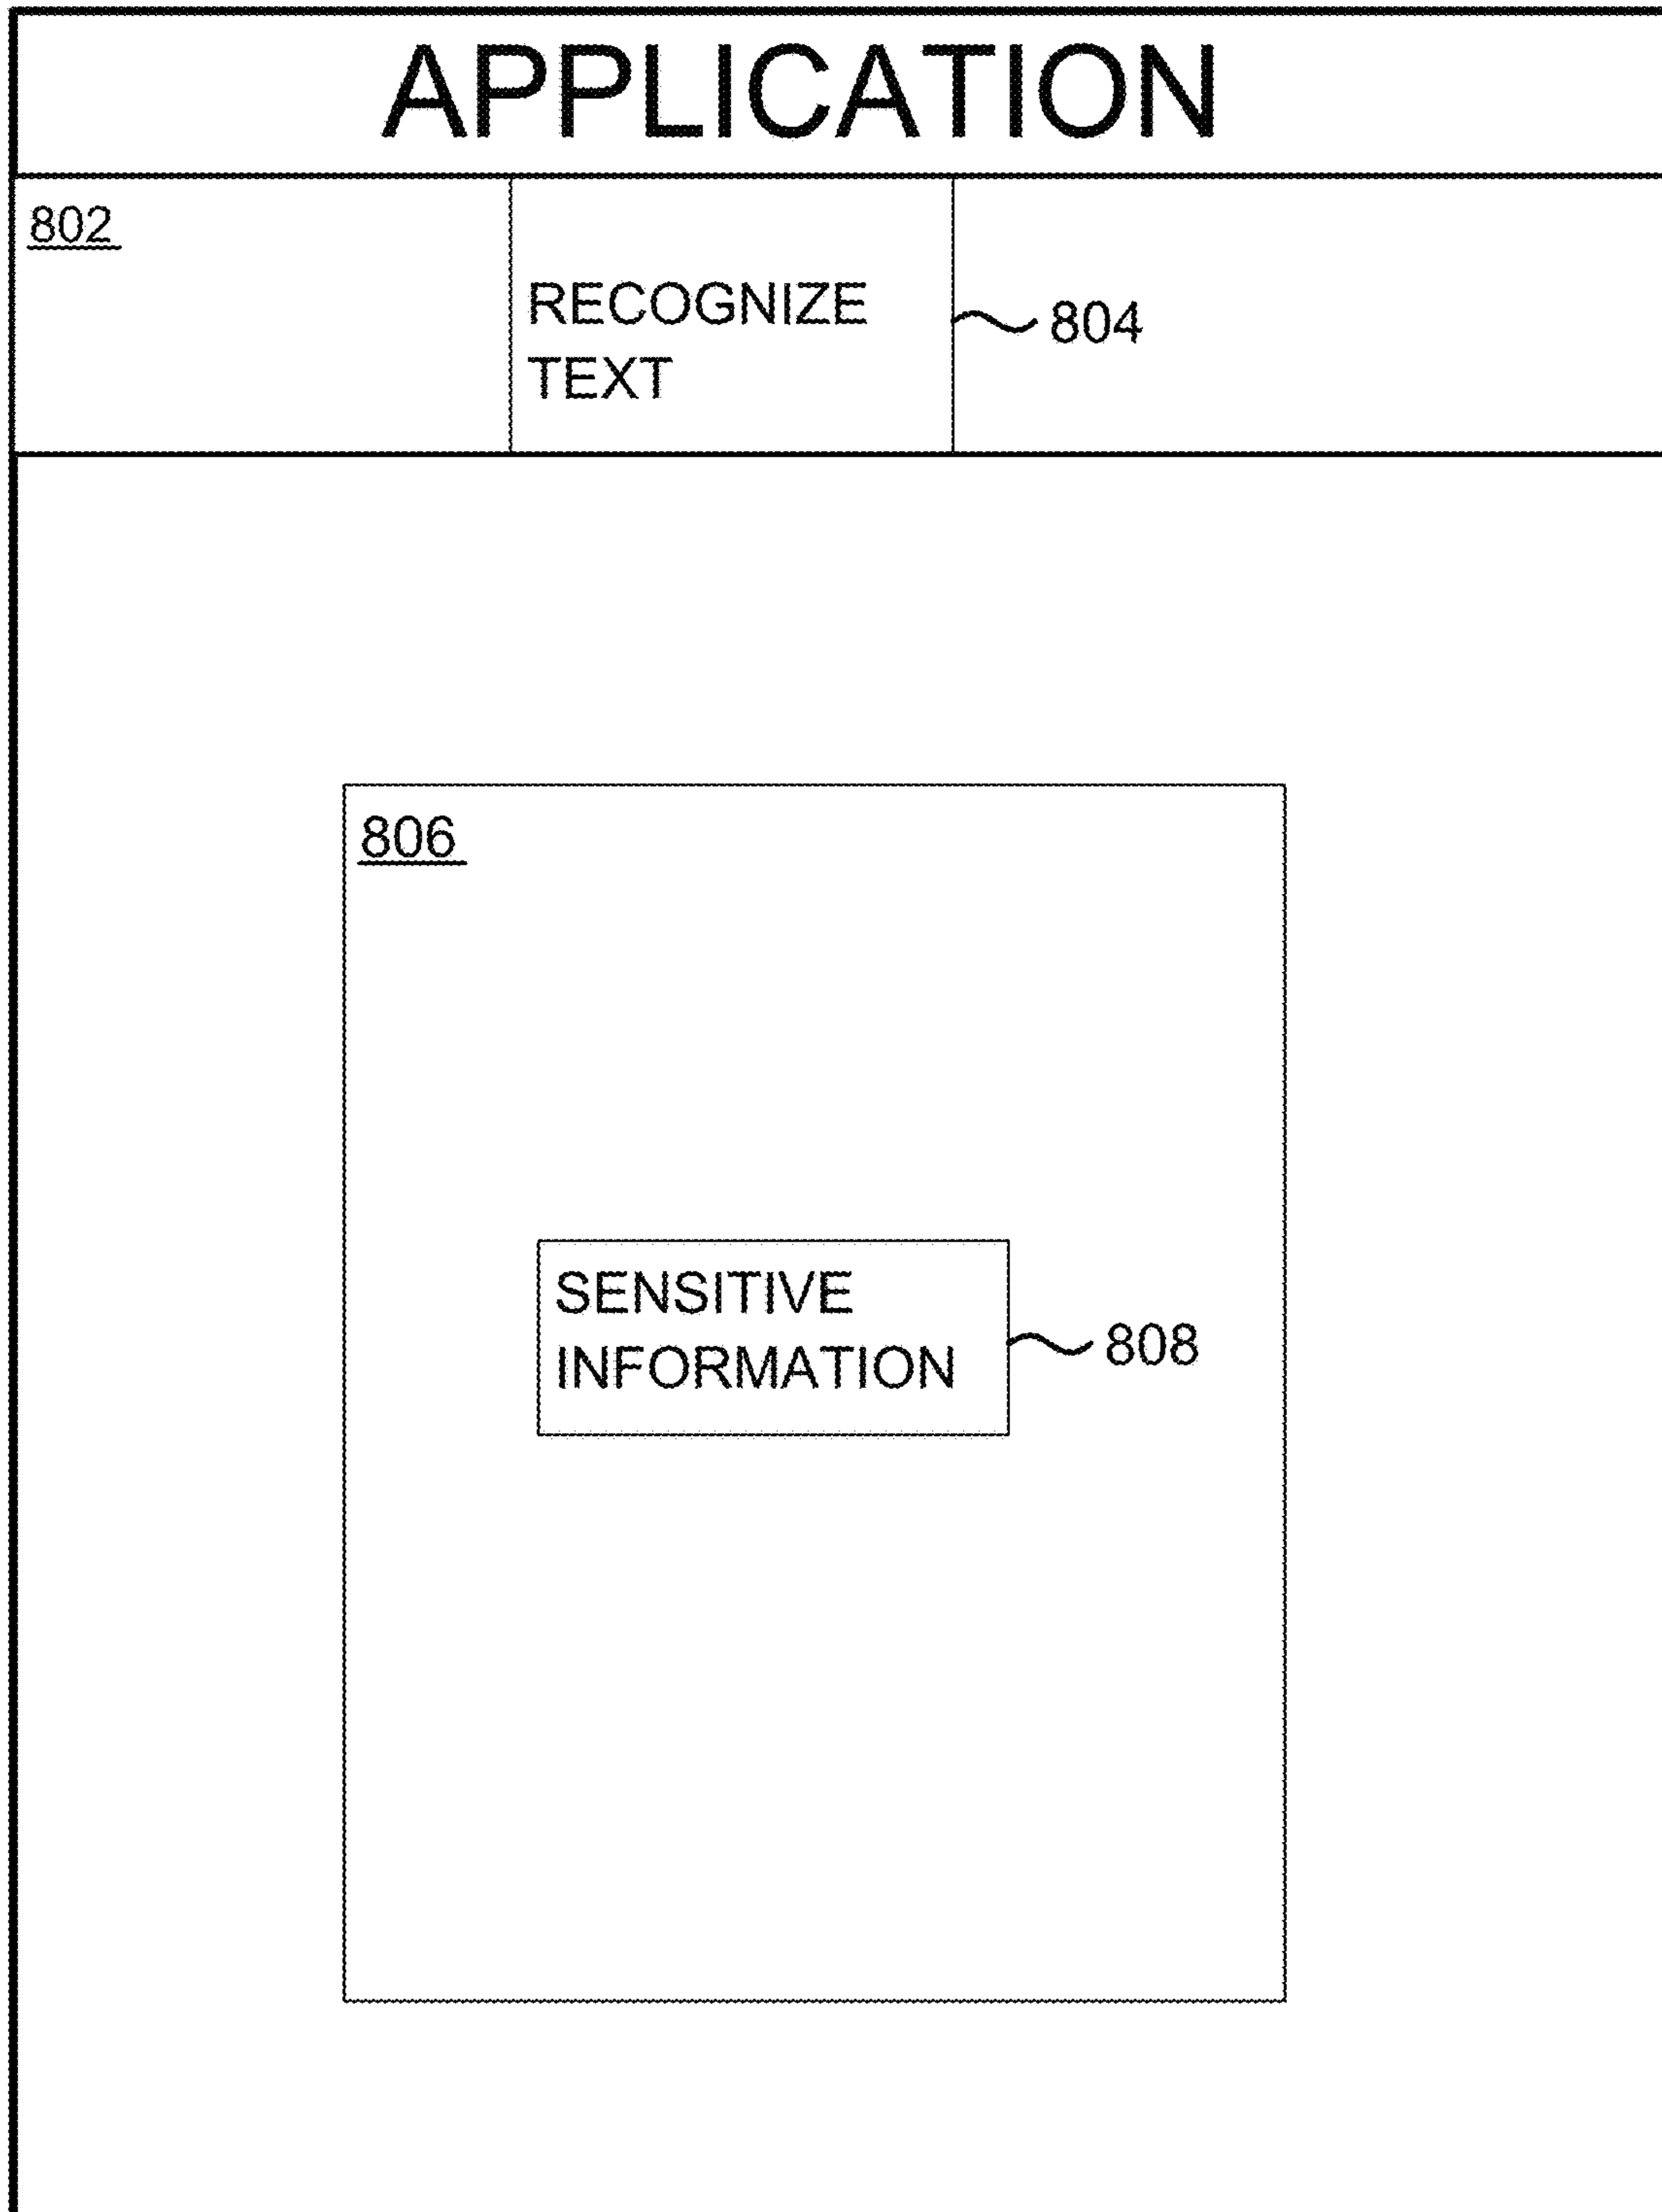 APPLICATION
802
RECOGNIZE
TEXT
804
806
SENSITIVE
INFORMATION
808